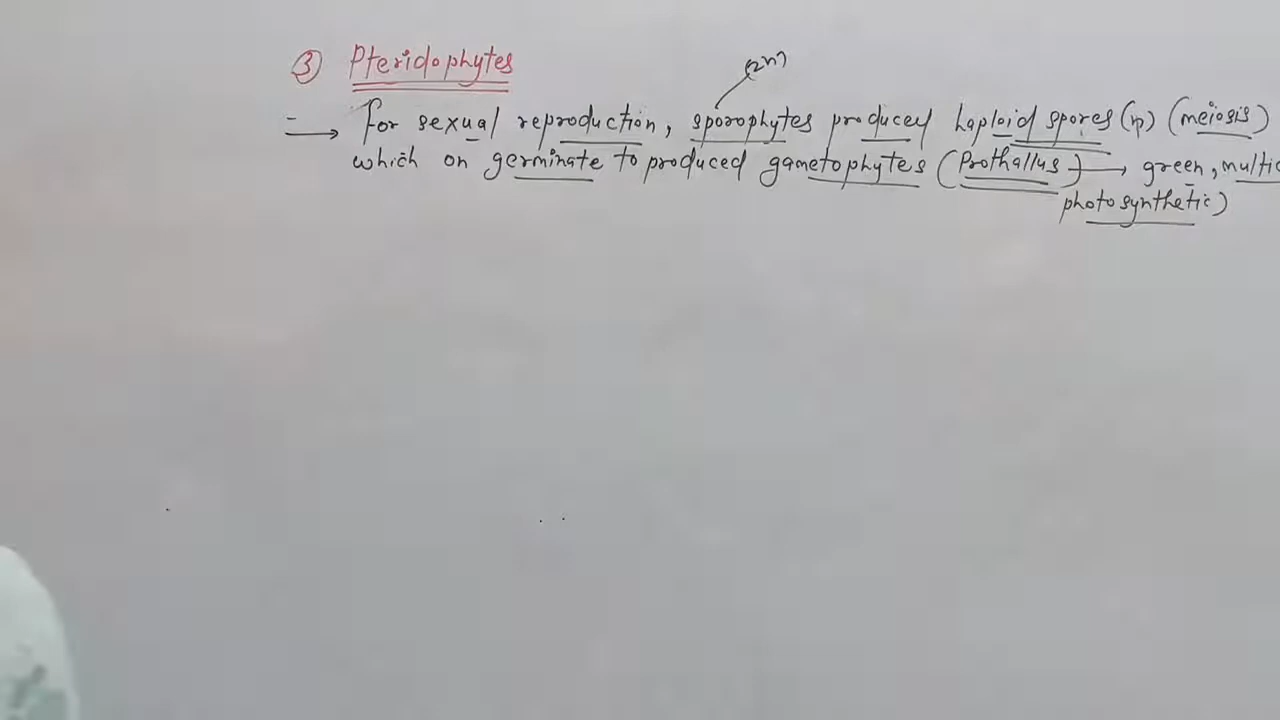 ③ Pteridophytes
(2n)
→ For sexual reproduction, sporophytes produced haploid spores (n) (meiosis)
which on germinate to produced gametophytes (Prothallus → green, multic
photosynthetic)